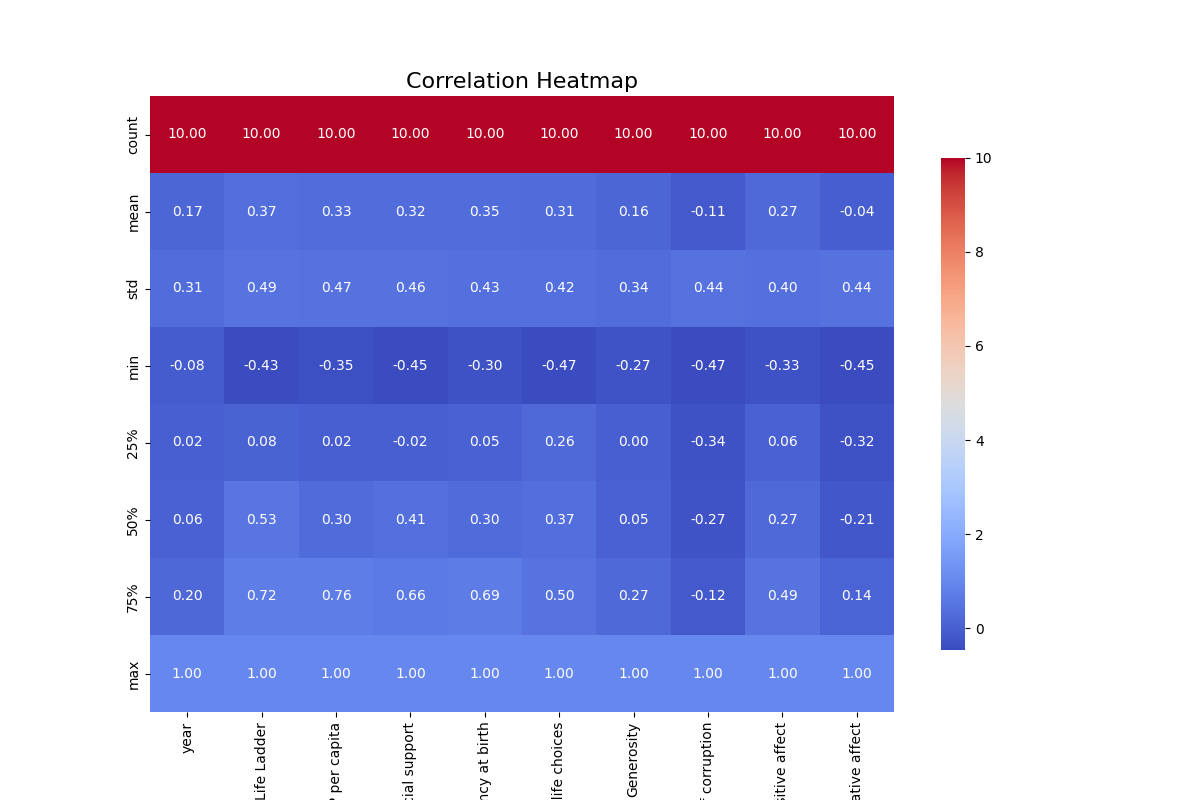 Correlation Heatmap
count 10.00 10.00 10.00 10.00 10.00 10.00 10.00 10.00 10.00 10.00
mean 0.17 0.37 0.33 0.32 0.35 0.31 0.16 -0.11 0.27 -0.04
std 0.31 0.49 0.47 0.46 0.43 0.42 0.34 0.44 0.40 0.44
min -0.08 -0.43 -0.35 -0.45 -0.30 -0.47 -0.27 -0.47 -0.33 -0.45
25% 0.02 0.08 0.02 -0.02 0.05 0.26 0.00 -0.34 0.06 -0.32
50% 0.06 0.53 0.30 0.41 0.30 0.37 0.05 -0.27 0.27 -0.21
75% 0.20 0.72 0.76 0.66 0.69 0.50 0.27 -0.12 0.49 0.14
max 1.00 1.00 1.00 1.00 1.00 1.00 1.00 1.00 1.00 1.00
year
Life Ladder
per capita
cial support
ncy at birth
life choices
Generosity
corruption
sitive affect
ative affect
10
8
6
4
2
0